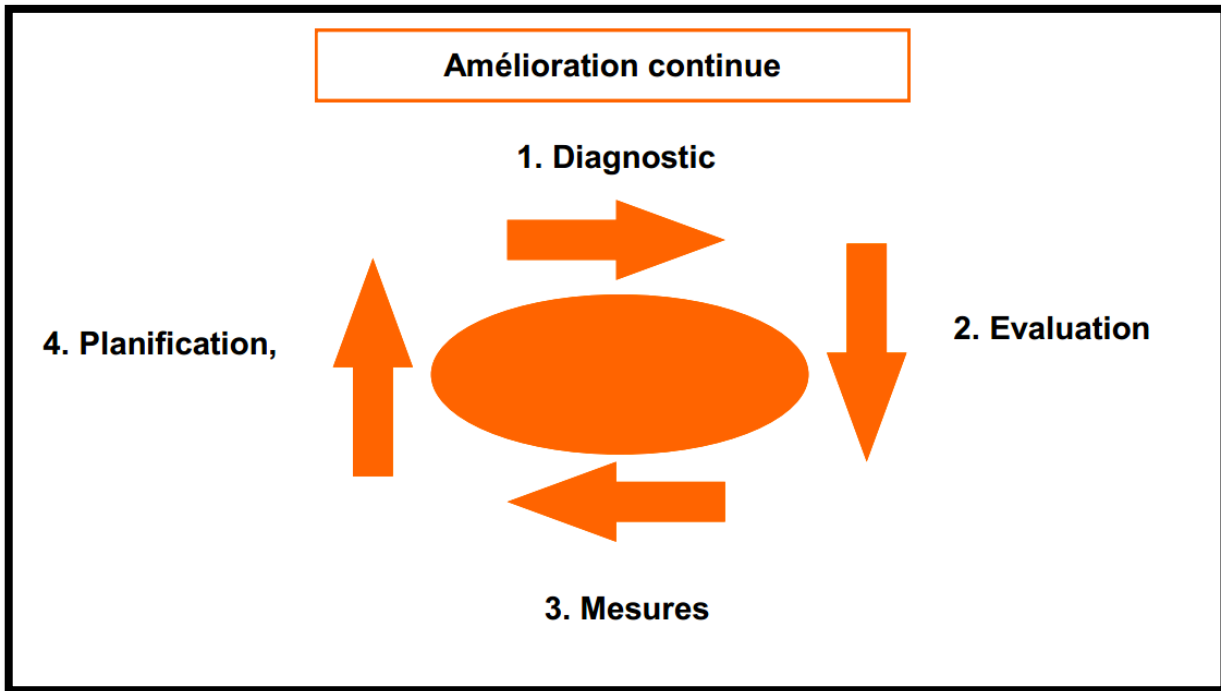 Amélioration continue
1. Diagnostic
2. Evaluation
3. Mesures
4. Planification,